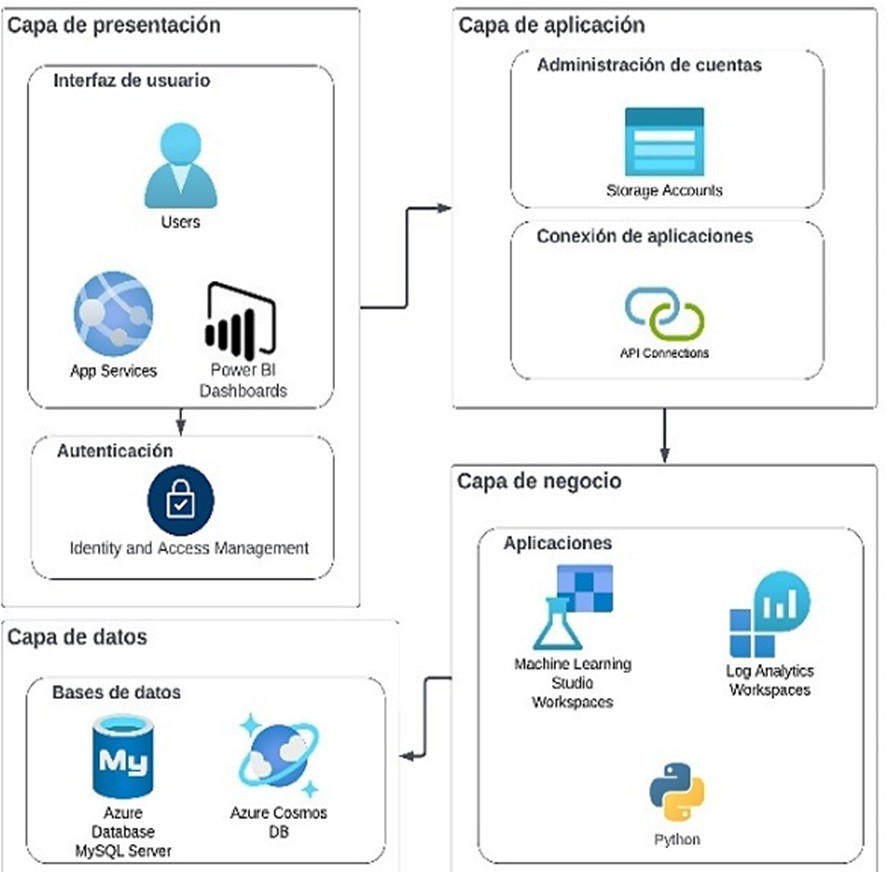 Capa de presentación
Interfaz de usuario
Users
App Services
Power BI
Dashboards
Autenticación
Identity and Access Management
Capa de aplicación
Administración de cuentas
Storage Accounts
Conexión de aplicaciones
API Connections
Capa de negocio
Aplicaciones
Machine Learning
Studio
Workspaces
Log Analytics
Workspaces
Python
Capa de datos
Bases de datos
My
Azure
Database
MySQL Server
Azure Cosmos
DB